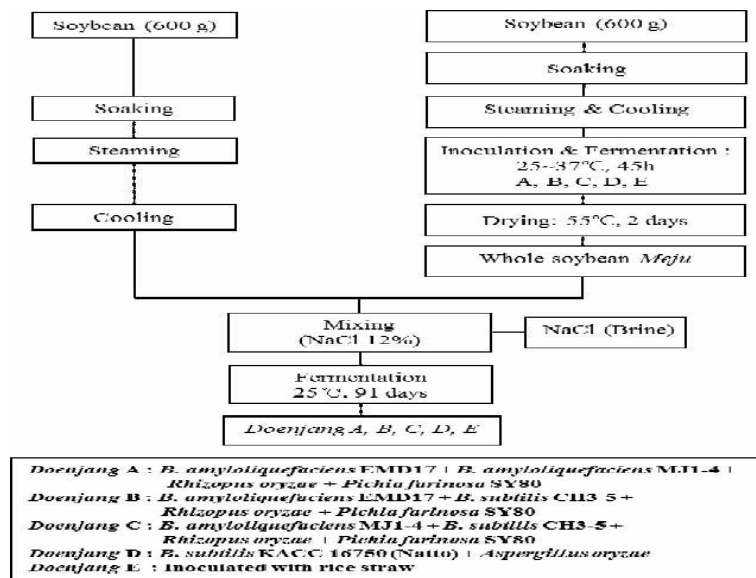 Soybean (600 g)
Soaking
Steaming
Cooling
Soybean (600 g)
Soaking
Steaming & Cooling
Inoculation & Fermentation :
25~37℃, 45h
A, B, C, D, E
Drying: 55℃, 2 days
Whole soybean Meju
Mixing
(NaCl 12%)
NaCl (Brine)
Fermentation
25℃, 91 days
Doenjang A, B, C, D, E
Doenjang A : B. amyloliquefaciens EMD17 + B. amyloliquefaciens MJ1-4 +
Rhizopus oryzae + Pichia farinosa SY80
Doenjang B : B. amyloliquefaciens EMD17 + B. subtilis CH3-5 +
Rhizopus oryzae + Pichia farinosa SY80
Doenjang C : B. amyloliquefaciens MJ1-4 + B. subtilis CH3-5 +
Rhizopus oryzae + Pichia farinosa SY80
Doenjang D : B. subtilis KACC 16750 (Natto) + Aspergillus oryzae
Doenjang E : Inoculated with rice straw